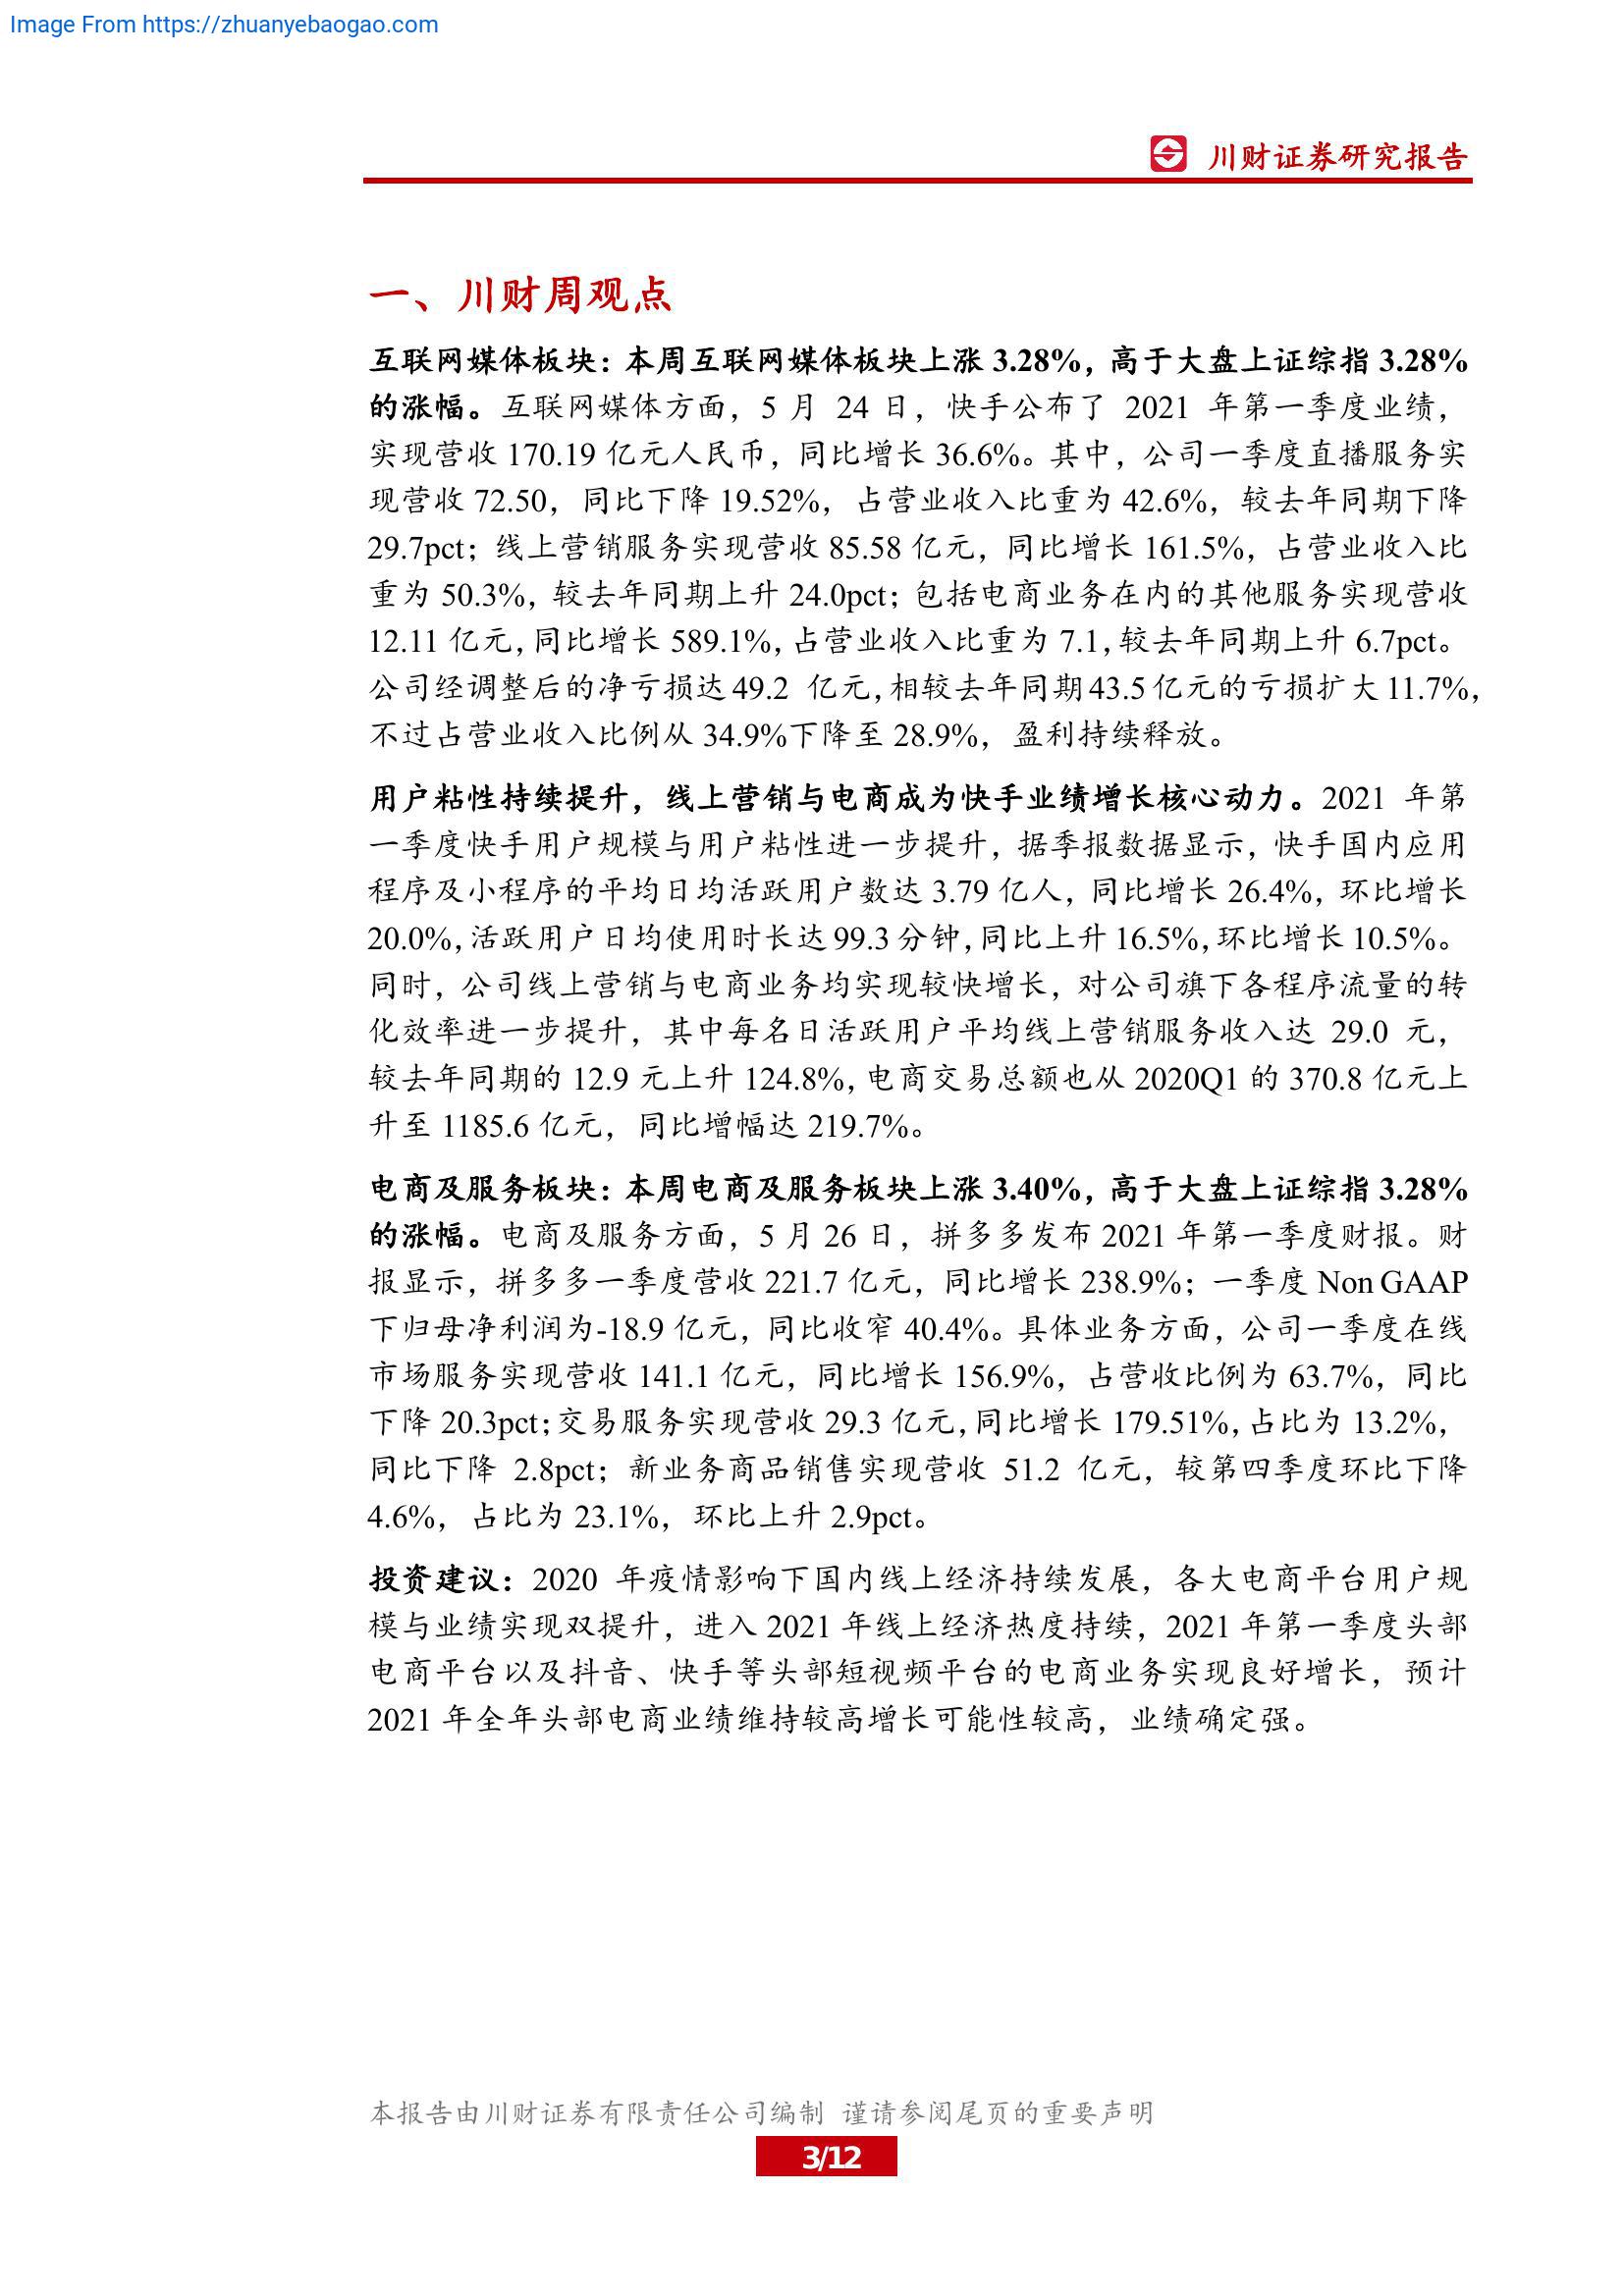 Image From https://zhuanyebaogao.com
川财证券研究报告
一、川财周观点
互联网媒体板块：本周互联网媒体板块上涨 3.28%，高于大盘上证综指 3.28%
的涨幅。互联网媒体方面，5 月 24 日，快手公布了 2021 年第一季度业绩，
实现营收 170.19 亿元人民币，同比增长 36.6%。其中，公司一季度直播服务实
现营收 72.50，同比下降 19.52%，占营业收入比重为 42.6%，较去年同期下降
29.7pct；线上营销服务实现营收 85.58 亿元，同比增长 161.5%，占营业收入比
重为 50.3%，较去年同期上升 24.0pct；包括电商业务在内的其他服务实现营收
12.11 亿元，同比增长 589.1%，占营业收入比重为 7.1，较去年同期上升 6.7pct。
公司经调整后的净亏损达 49.2 亿元，相较去年同期 43.5 亿元的亏损扩大 11.7%，
不过占营业收入比例从 34.9%下降至 28.9%，盈利持续释放。
用户粘性持续提升，线上营销与电商成为快手业绩增长核心动力。2021 年第
一季度快手用户规模与用户粘性进一步提升，据季报数据显示，快手国内应用
程序及小程序的平均日均活跃用户数达 3.79 亿人，同比增长 26.4%，环比增长
20.0%，活跃用户日均使用时长达 99.3 分钟，同比上升 16.5%，环比增长 10.5%。
同时，公司线上营销与电商业务均实现较快增长，对公司旗下各程序流量的转
化效率进一步提升，其中每名日活跃用户平均线上营销服务收入达 29.0 元，
较去年同期的 12.9 元上升 124.8%，电商交易总额也从 2020Q1 的 370.8 亿元上
升至 1185.6 亿元，同比增幅达 219.7%。
电商及服务板块：本周电商及服务板块上涨 3.40%，高于大盘上证综指 3.28%
的涨幅。电商及服务方面，5 月 26 日，拼多多发布 2021 年第一季度财报。财
报显示，拼多多一季度营收 221.7 亿元，同比增长 238.9%；一季度 Non GAAP
下归母净利润为-18.9 亿元，同比收窄 40.4%。具体业务方面，公司一季度在线
市场服务实现营收 141.1 亿元，同比增长 156.9%，占营收比例为 63.7%，同比
下降 20.3pct；交易服务实现营收 29.3 亿元，同比增长 179.51%，占比为 13.2%，
同比下降 2.8pct；新业务商品销售实现营收 51.2 亿元，较第四季度环比下降
4.6%，占比为 23.1%，环比上升 2.9pct。
投资建议：2020 年疫情影响下国内线上经济持续发展，各大电商平台用户规
模与业绩实现双提升，进入 2021 年线上经济热度持续，2021 年第一季度头部
电商平台以及抖音、快手等头部短视频平台的电商业务实现良好增长，预计
2021 年全年头部电商业绩维持较高增长可能性较高，业绩确定强。
本报告由川财证券有限责任公司编制 谨请参阅尾页的重要声明
3/12